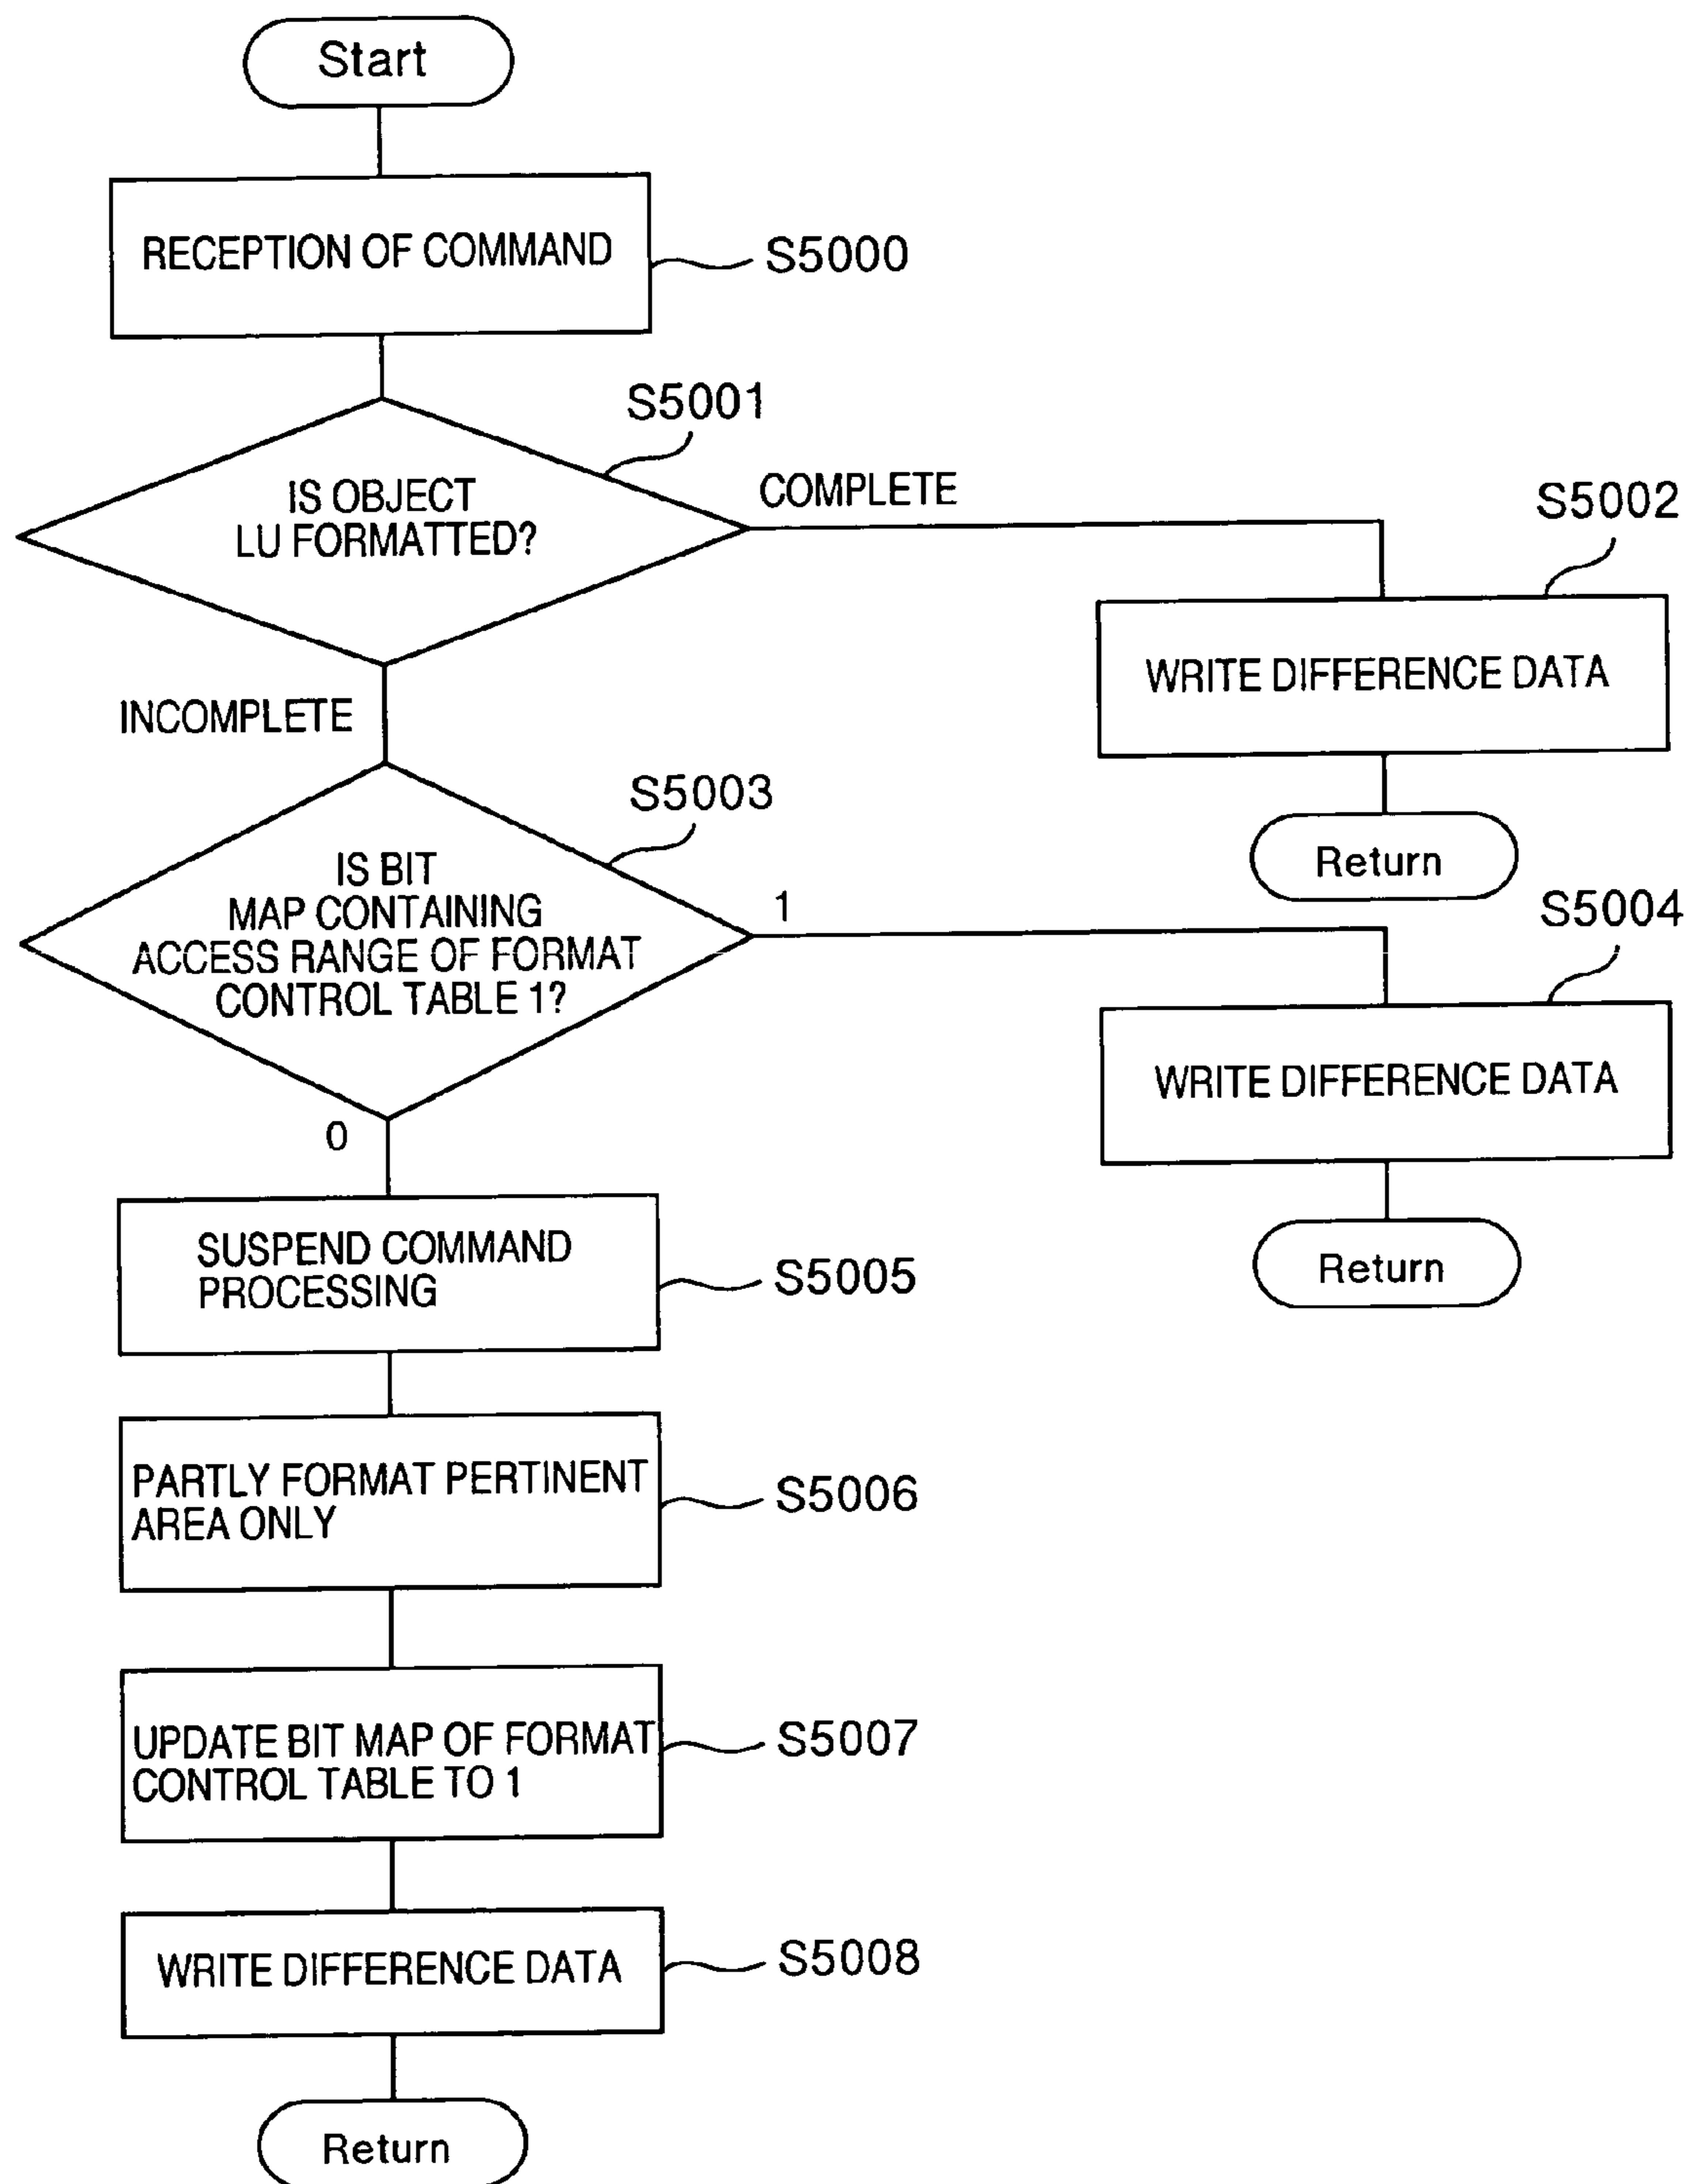 Start
RECEPTION OF COMMAND
S5000
S5001
IS OBJECT
LU FORMATTED?
COMPLETE
S5002
WRITE DIFFERENCE DATA
Return
INCOMPLETE
S5003
IS BIT
MAP CONTAINING
ACCESS RANGE OF FORMAT
CONTROL TABLE 1?
1
S5004
WRITE DIFFERENCE DATA
Return
0
SUSPEND COMMAND
PROCESSING
S5005
PARTLY FORMAT PERTINENT
AREA ONLY
S5006
UPDATE BIT MAP OF FORMAT
CONTROL TABLE TO 1
S5007
WRITE DIFFERENCE DATA
S5008
Return